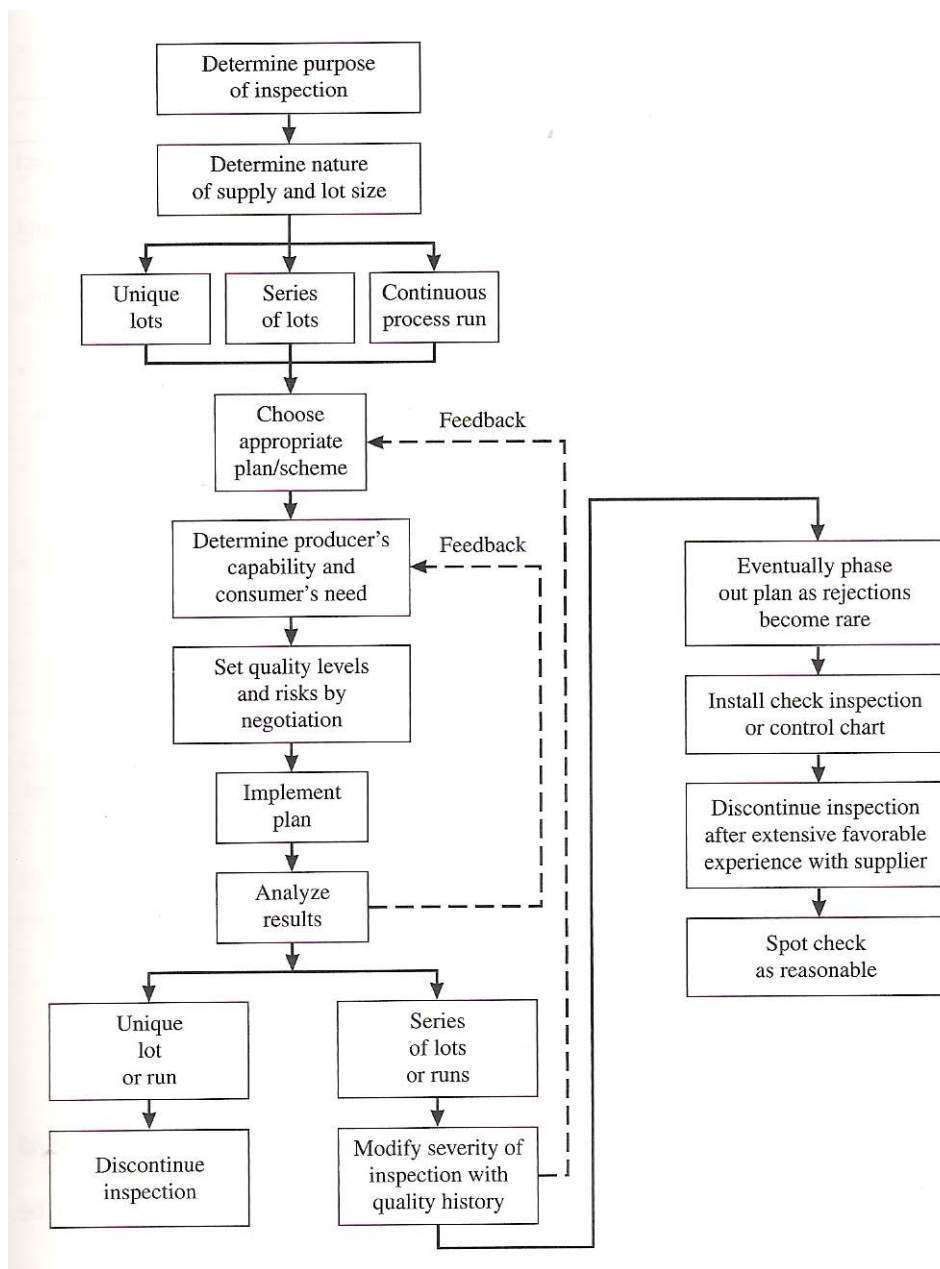 Determine purpose
of inspection
Determine nature
of supply and lot size
Unique
lots
Series
of lots
Continuous
process run
Choose
appropriate
plan/scheme
Feedback
Determine producer's
capability and
consumer's need
Feedback
Set quality levels
and risks by
negotiation
Implement
plan
Analyze
results
Unique
lot
or run
Series
of lots
or runs
Discontinue
inspection
Modify severity of
inspection with
quality history
Eventually phase
out plan as rejections
become rare
Install check inspection
or control chart
Discontinue inspection
after extensive favorable
experience with supplier
Spot check
as reasonable